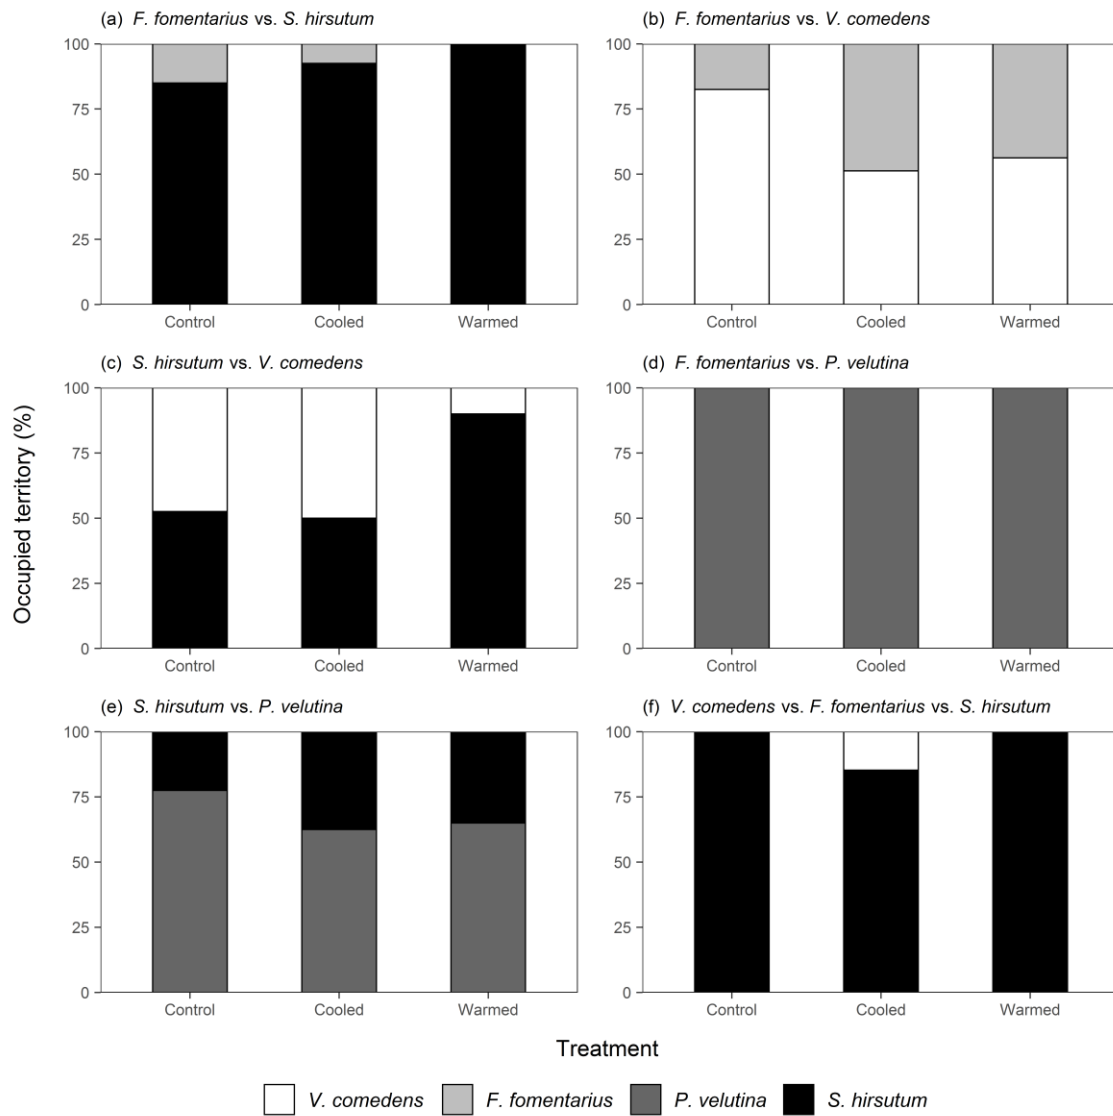 (a) F. fomentarius vs. S. hirsutum
(b) F. fomentarius vs. V. comedens
100
75
50
25
0
Control Cooled Warmed
100
75
50
25
0
Control Cooled Warmed
(c) S. hirsutum vs. V. comedens
(d) F. fomentarius vs. P. velutina
100
75
50
25
0
Control Cooled Warmed
100
75
50
25
0
Control Cooled Warmed
Occupied territory (%)
(e) S. hirsutum vs. P. velutina
(f) V. comedens vs. F. fomentarius vs. S. hirsutum
100
75
50
25
0
Control Cooled Warmed
100
75
50
25
0
Control Cooled Warmed
Treatment
V. comedens F. fomentarius P. velutina S. hirsutum